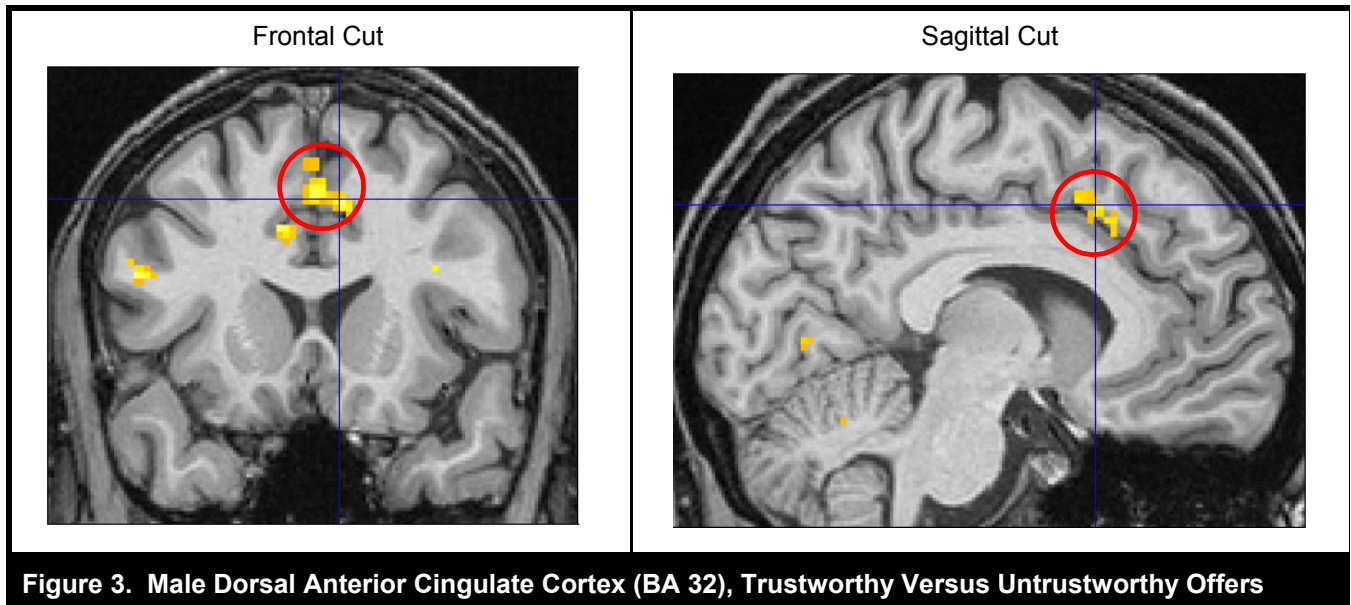 Frontal Cut
Sagittal Cut
Figure 3. Male Dorsal Anterior Cingulate Cortex (BA 32), Trustworthy Versus Untrustworthy Offers